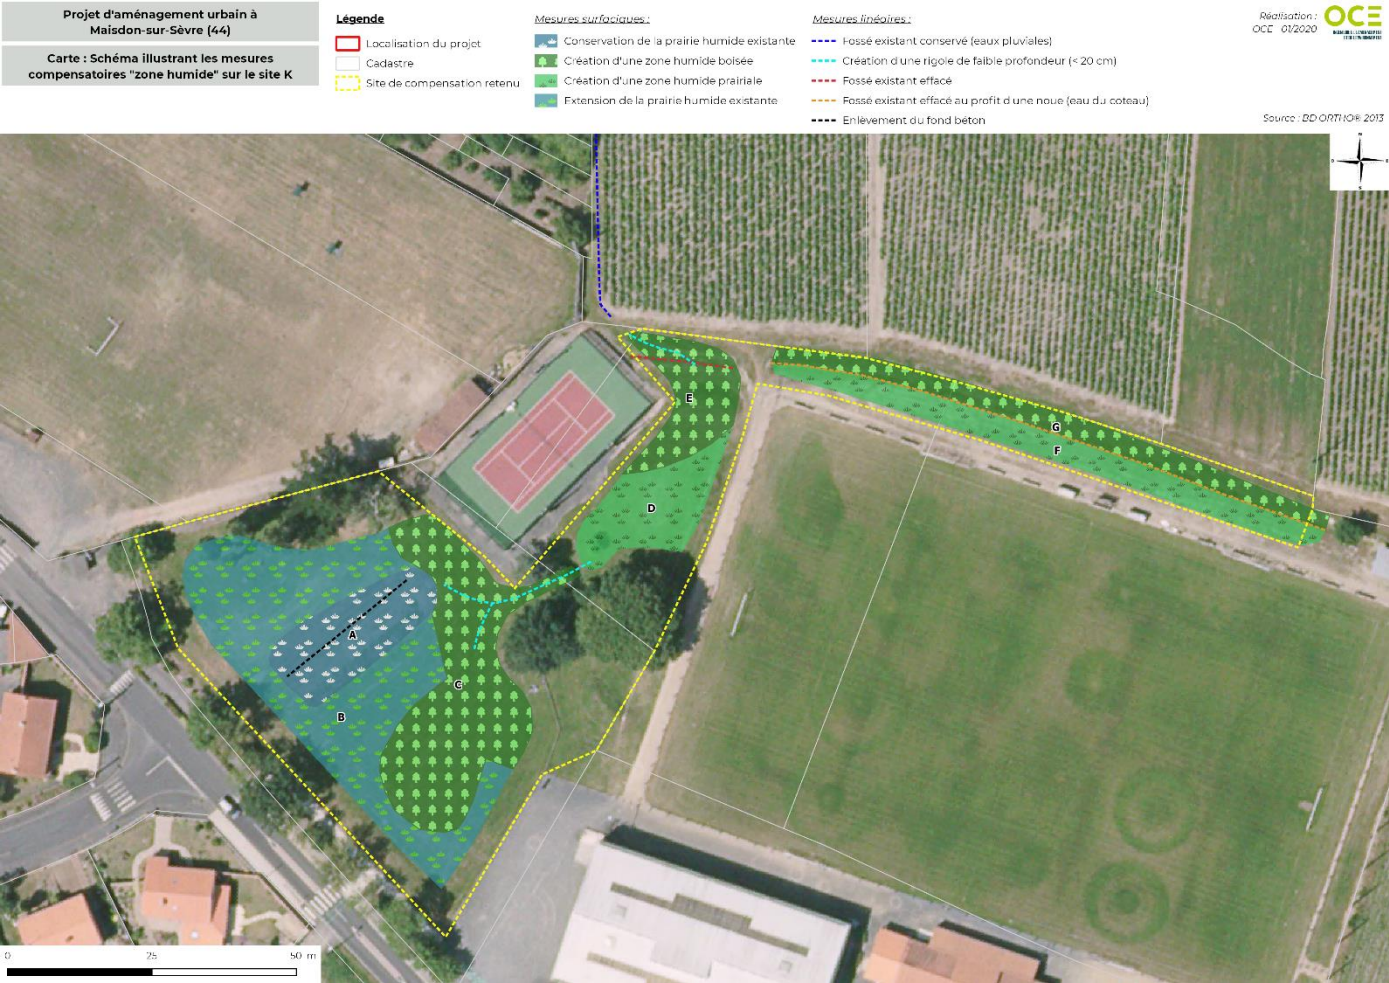 Projet d'aménagement urbain à
Maisdon-sur-Sèvre (44)
Carte : Schéma illustrant les mesures
compensatoires "zone humide" sur le site K
Légende
Localisation du projet
Cadastre
Site de compensation retenu
Mesures surfaciques :
Conservation de la prairie humide existante
Création d'une zone humide boisée
Création d'une zone humide prairiale
Extension de la prairie humide existante
Mesures linéaires :
Fossé existant conservé (eaux pluviales)
Création d'une rigole de faible profondeur (< 20 cm)
Fossé existant effacé
Fossé existant effacé au profit d'une noue (eau du coteau)
Enlèvement du fond béton
Réalisation :
OCE 01/2020
OCE
Source : BD ORTHO® 2013
N
S
E
G
F
D
A
C
B
0 25 50 m